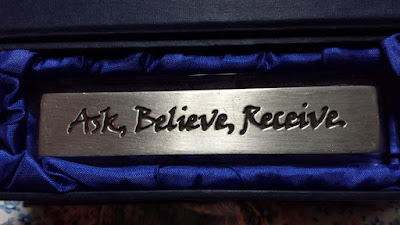 Ask, Believe, Receive.